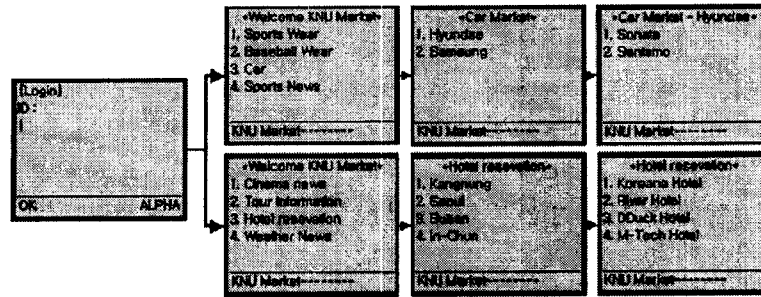 [Login]
ID :
OK
ALPHA
«Welcome KNU Market»
1. Sports Wear
2. Baseball Wear
3. Car
4. Sports News
KNU Market--------
«Car Market»
1. Hyundae
2. Samsung
KNU Market--------
«Car Market - Hyundae»
1. Sonata
2. Santamo
KNU Market--------
«Welcome KNU Market»
1. Cinema news
2. Tour information
3. Hotel resevation
4. Weather News
KNU Market--------
«Hotel resevation»
1. Kangnung
2. Seoul
3. Busan
4. In-Chun
KNU Market--------
«Hotel resevation»
1. Koreana Hotel
2. River Hotel
3. DDuck Hotel
4. M-Tech Hotel
KNU Market--------